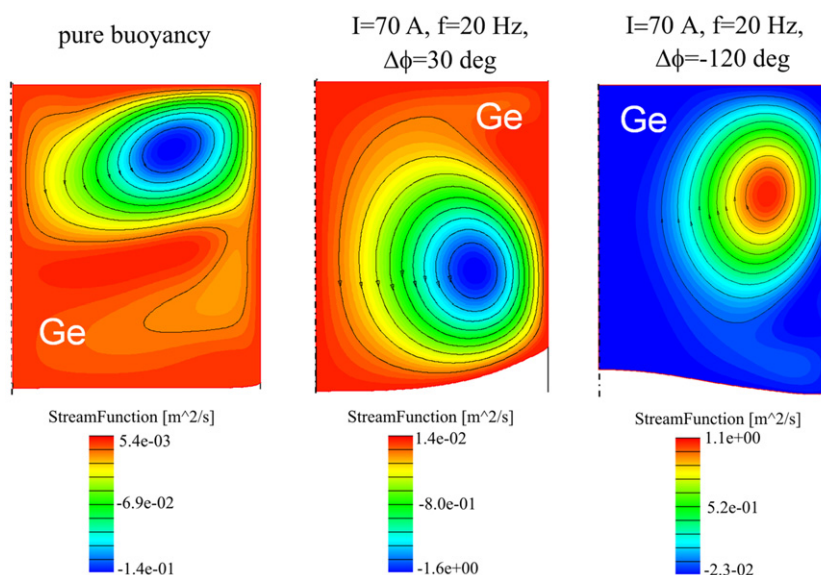 pure buoyancy
I=70 A, f=20 Hz,
Δϕ=30 deg
I=70 A, f=20 Hz,
Δϕ=-120 deg
Ge
Ge
Ge
StreamFunction [m^2/s]
5.4e-03
-6.9e-02
-1.4e-01
StreamFunction [m^2/s]
1.4e-02
-8.0e-01
-1.6e+00
StreamFunction [m^2/s]
1.1e+00
5.2e-01
-2.3-02